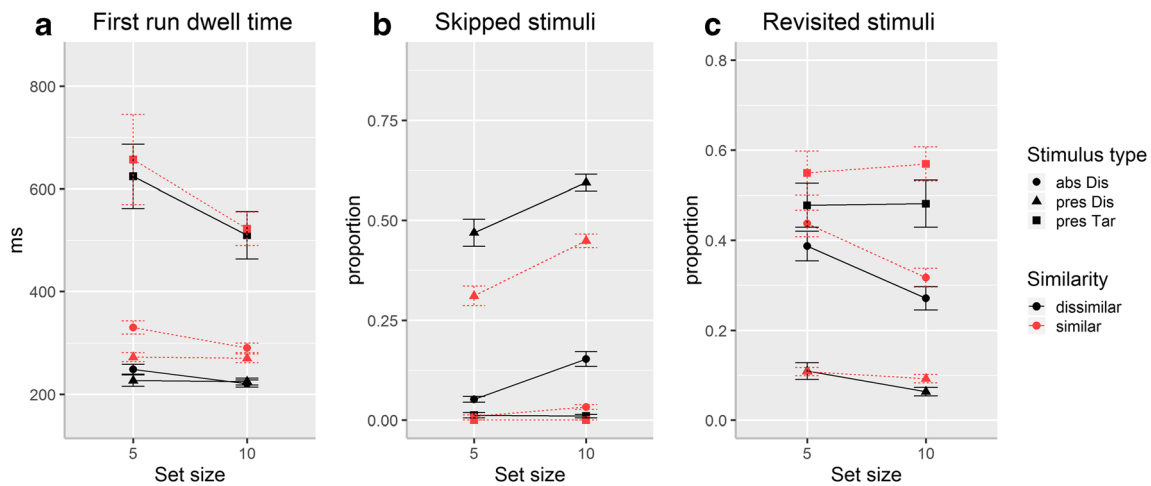 a First run dwell time
800
600
400
200
ms
5 10
Set size
b Skipped stimuli
0.75
0.50
0.25
0.00
proportion
5 10
Set size
c Revisited stimuli
0.8
0.6
0.4
0.2
0.0
proportion
5 10
Set size
Stimulus type
abs Dis
pres Dis
pres Tar
Similarity
dissimilar
similar